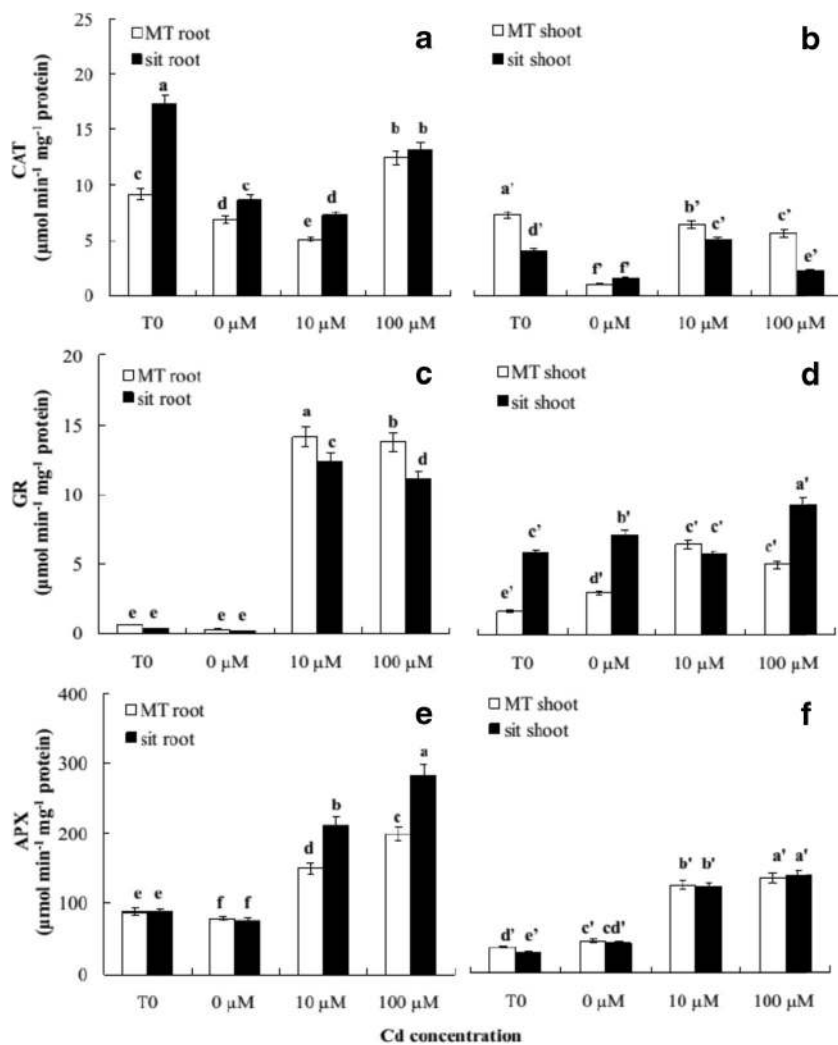 a
MT root
sit root
CAT
(µmol min⁻¹ mg⁻¹ protein)
25
20
15
10
5
0
c a
d c
e d
b b
T0 0 µM 10 µM 100 µM
b
MT shoot
sit shoot
a' d'
f' f'
b' c'
c' e'
T0 0 µM 10 µM 100 µM
c
MT root
sit root
GR
(µmol min⁻¹ mg⁻¹ protein)
20
15
10
5
0
e e
e e
a c
b d
T0 0 µM 10 µM 100 µM
d
MT shoot
sit shoot
e' c'
d' b'
c' c'
c' a'
T0 0 µM 10 µM 100 µM
e
MT root
sit root
APX
(µmol min⁻¹ mg⁻¹ protein)
400
300
200
100
0
e e
f f
d b
c a
T0 0 µM 10 µM 100 µM
f
MT shoot
sit shoot
d' e'
c' cd'
b' b'
a' a'
T0 0 µM 10 µM 100 µM
Cd concentration